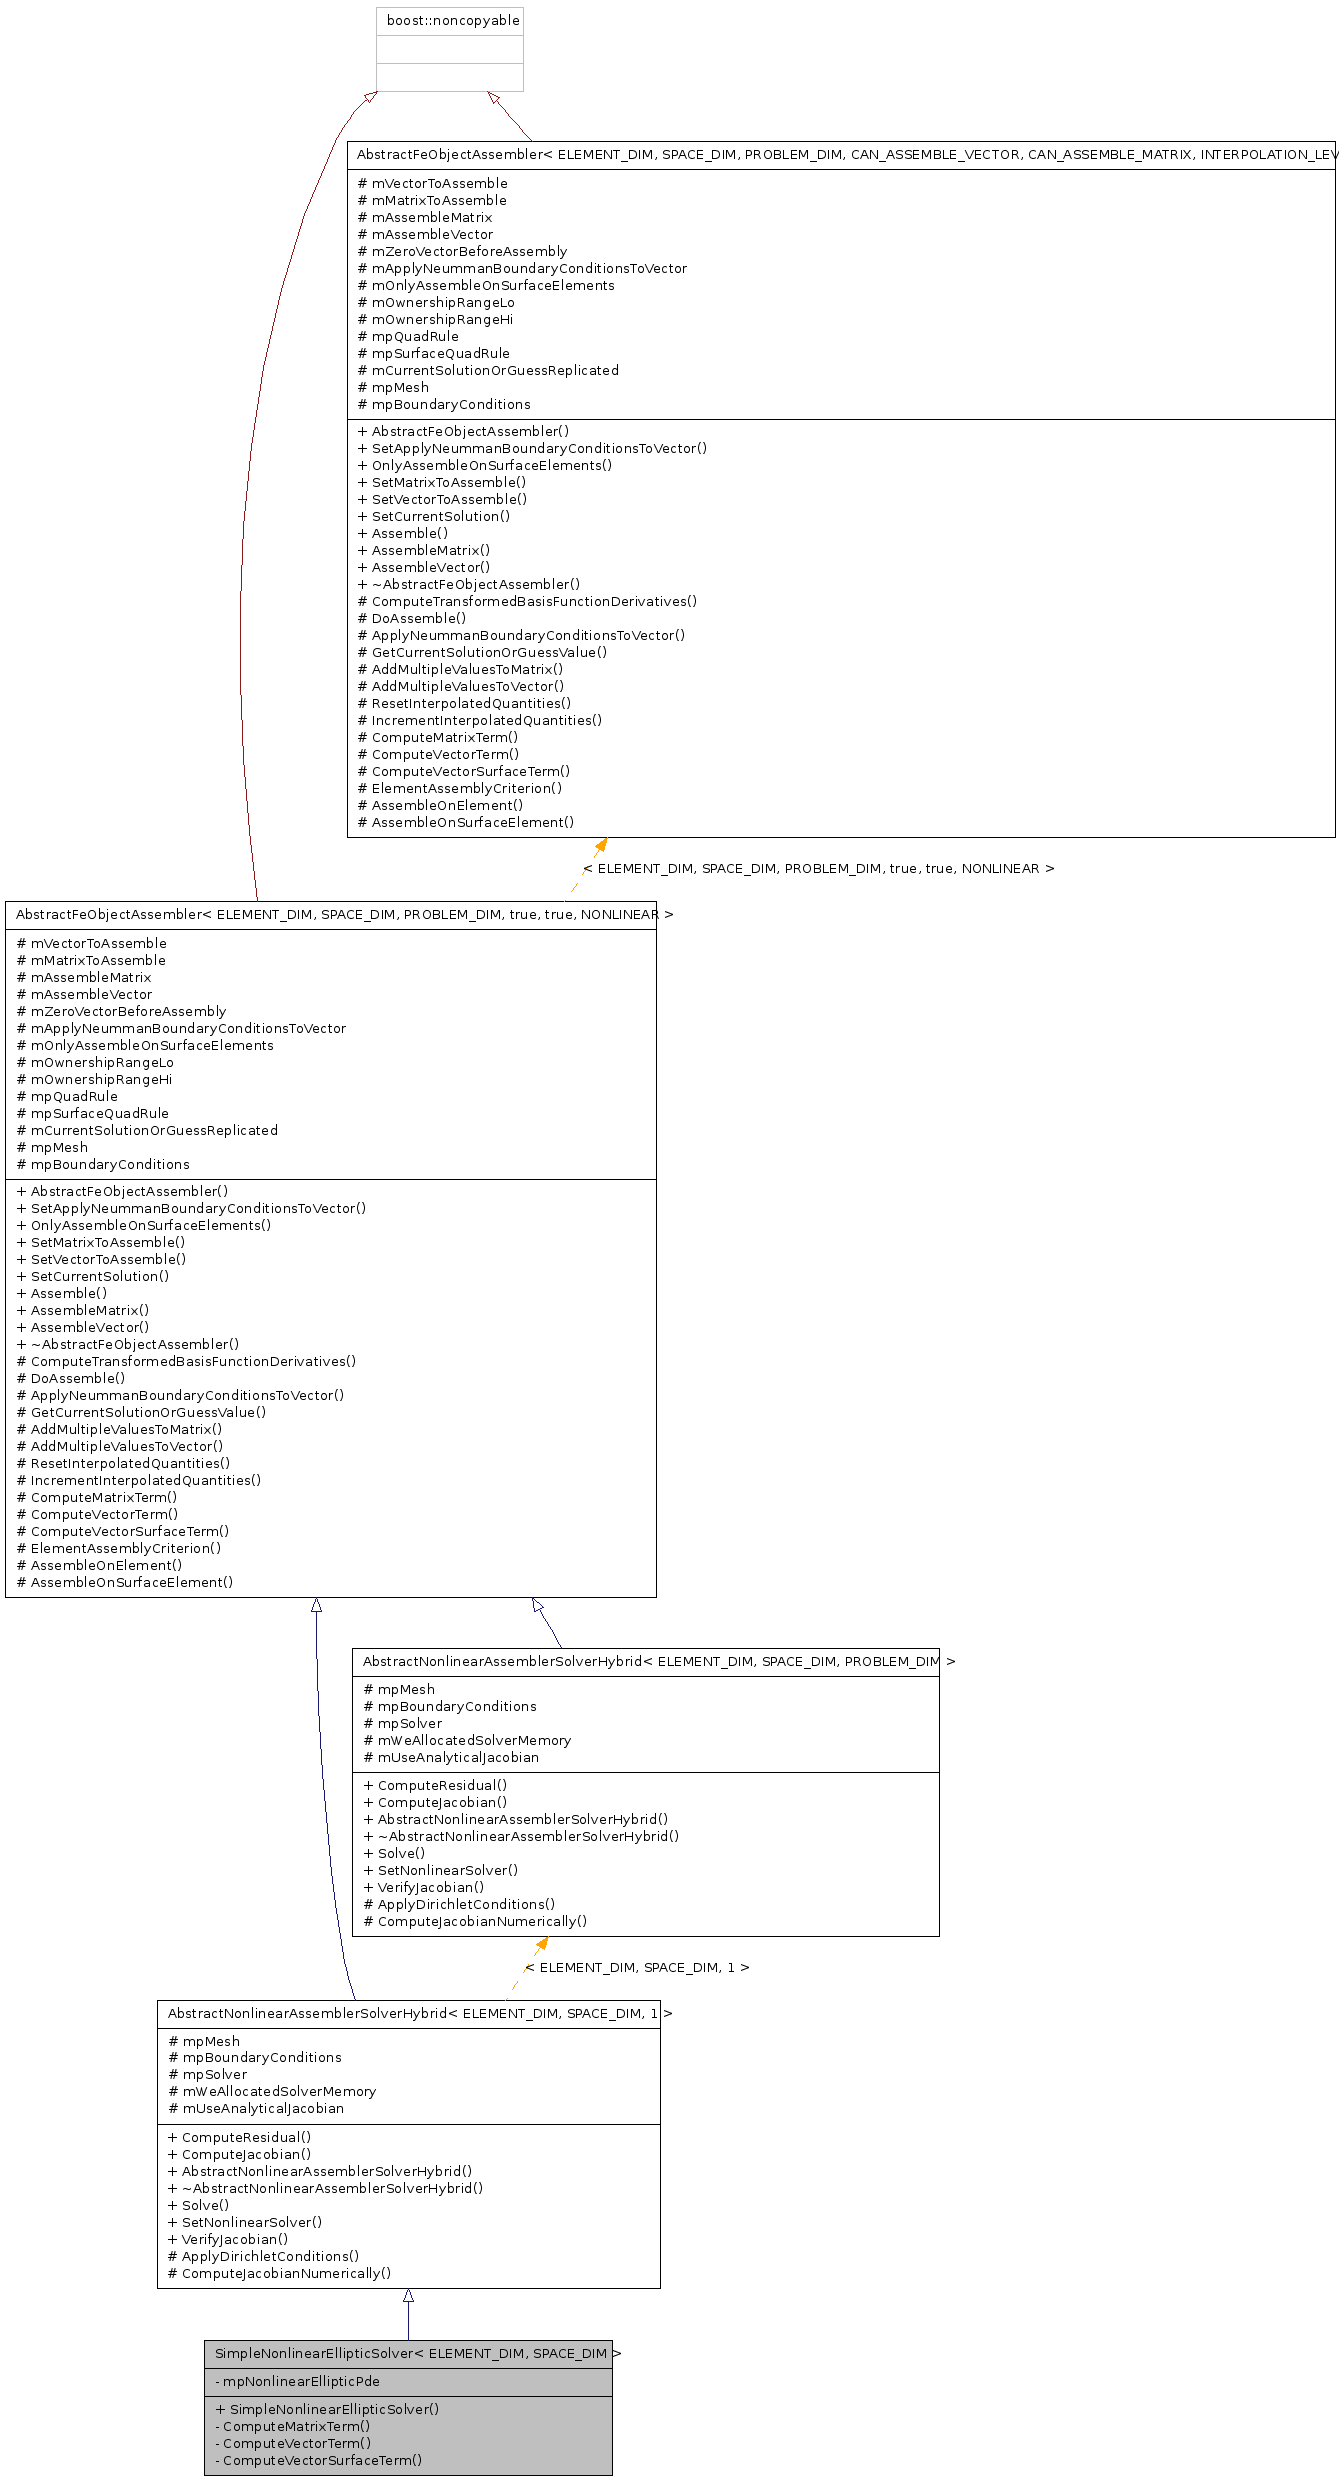 boost::noncopyable
AbstractFeObjectAssembler< ELEMENT_DIM, SPACE_DIM, PROBLEM_DIM, CAN_ASSEMBLE_VECTOR, CAN_ASSEMBLE_MATRIX, INTERPOLATION_LEV
# mVectorToAssemble
# mMatrixToAssemble
# mAssembleMatrix
# mAssembleVector
# mZeroVectorBeforeAssembly
# mApplyNeummanBoundaryConditionsToVector
# mOnlyAssembleOnSurfaceElements
# mOwnershipRangeLo
# mOwnershipRangeHi
# mpQuadRule
# mpSurfaceQuadRule
# mCurrentSolutionOrGuessReplicated
# mpMesh
# mpBoundaryConditions
+ AbstractFeObjectAssembler()
+ SetApplyNeummanBoundaryConditionsToVector()
+ OnlyAssembleOnSurfaceElements()
+ SetMatrixToAssemble()
+ SetVectorToAssemble()
+ SetCurrentSolution()
+ Assemble()
+ AssembleMatrix()
+ AssembleVector()
+ ~AbstractFeObjectAssembler()
# ComputeTransformedBasisFunctionDerivatives()
# DoAssemble()
# ApplyNeummanBoundaryConditionsToVector()
# GetCurrentSolutionOrGuessValue()
# AddMultipleValuesToMatrix()
# AddMultipleValuesToVector()
# ResetInterpolatedQuantities()
# IncrementInterpolatedQuantities()
# ComputeMatrixTerm()
# ComputeVectorTerm()
# ComputeVectorSurfaceTerm()
# ElementAssemblyCriterion()
# AssembleOnElement()
# AssembleOnSurfaceElement()
< ELEMENT_DIM, SPACE_DIM, PROBLEM_DIM, true, true, NONLINEAR >
AbstractFeObjectAssembler< ELEMENT_DIM, SPACE_DIM, PROBLEM_DIM, true, true, NONLINEAR >
# mVectorToAssemble
# mMatrixToAssemble
# mAssembleMatrix
# mAssembleVector
# mZeroVectorBeforeAssembly
# mApplyNeummanBoundaryConditionsToVector
# mOnlyAssembleOnSurfaceElements
# mOwnershipRangeLo
# mOwnershipRangeHi
# mpQuadRule
# mpSurfaceQuadRule
# mCurrentSolutionOrGuessReplicated
# mpMesh
# mpBoundaryConditions
+ AbstractFeObjectAssembler()
+ SetApplyNeummanBoundaryConditionsToVector()
+ OnlyAssembleOnSurfaceElements()
+ SetMatrixToAssemble()
+ SetVectorToAssemble()
+ SetCurrentSolution()
+ Assemble()
+ AssembleMatrix()
+ AssembleVector()
+ ~AbstractFeObjectAssembler()
# ComputeTransformedBasisFunctionDerivatives()
# DoAssemble()
# ApplyNeummanBoundaryConditionsToVector()
# GetCurrentSolutionOrGuessValue()
# AddMultipleValuesToMatrix()
# AddMultipleValuesToVector()
# ResetInterpolatedQuantities()
# IncrementInterpolatedQuantities()
# ComputeMatrixTerm()
# ComputeVectorTerm()
# ComputeVectorSurfaceTerm()
# ElementAssemblyCriterion()
# AssembleOnElement()
# AssembleOnSurfaceElement()
AbstractNonlinearAssemblerSolverHybrid< ELEMENT_DIM, SPACE_DIM, PROBLEM_DIM >
# mpMesh
# mpBoundaryConditions
# mpSolver
# mWeAllocatedSolverMemory
# mUseAnalyticalJacobian
+ ComputeResidual()
+ ComputeJacobian()
+ AbstractNonlinearAssemblerSolverHybrid()
+ ~AbstractNonlinearAssemblerSolverHybrid()
+ Solve()
+ SetNonlinearSolver()
+ VerifyJacobian()
# ApplyDirichletConditions()
# ComputeJacobianNumerically()
< ELEMENT_DIM, SPACE_DIM, 1 >
AbstractNonlinearAssemblerSolverHybrid< ELEMENT_DIM, SPACE_DIM, 1 >
# mpMesh
# mpBoundaryConditions
# mpSolver
# mWeAllocatedSolverMemory
# mUseAnalyticalJacobian
+ ComputeResidual()
+ ComputeJacobian()
+ AbstractNonlinearAssemblerSolverHybrid()
+ ~AbstractNonlinearAssemblerSolverHybrid()
+ Solve()
+ SetNonlinearSolver()
+ VerifyJacobian()
# ApplyDirichletConditions()
# ComputeJacobianNumerically()
SimpleNonlinearEllipticSolver< ELEMENT_DIM, SPACE_DIM >
- mpNonlinearEllipticPde
+ SimpleNonlinearEllipticSolver()
- ComputeMatrixTerm()
- ComputeVectorTerm()
- ComputeVectorSurfaceTerm()